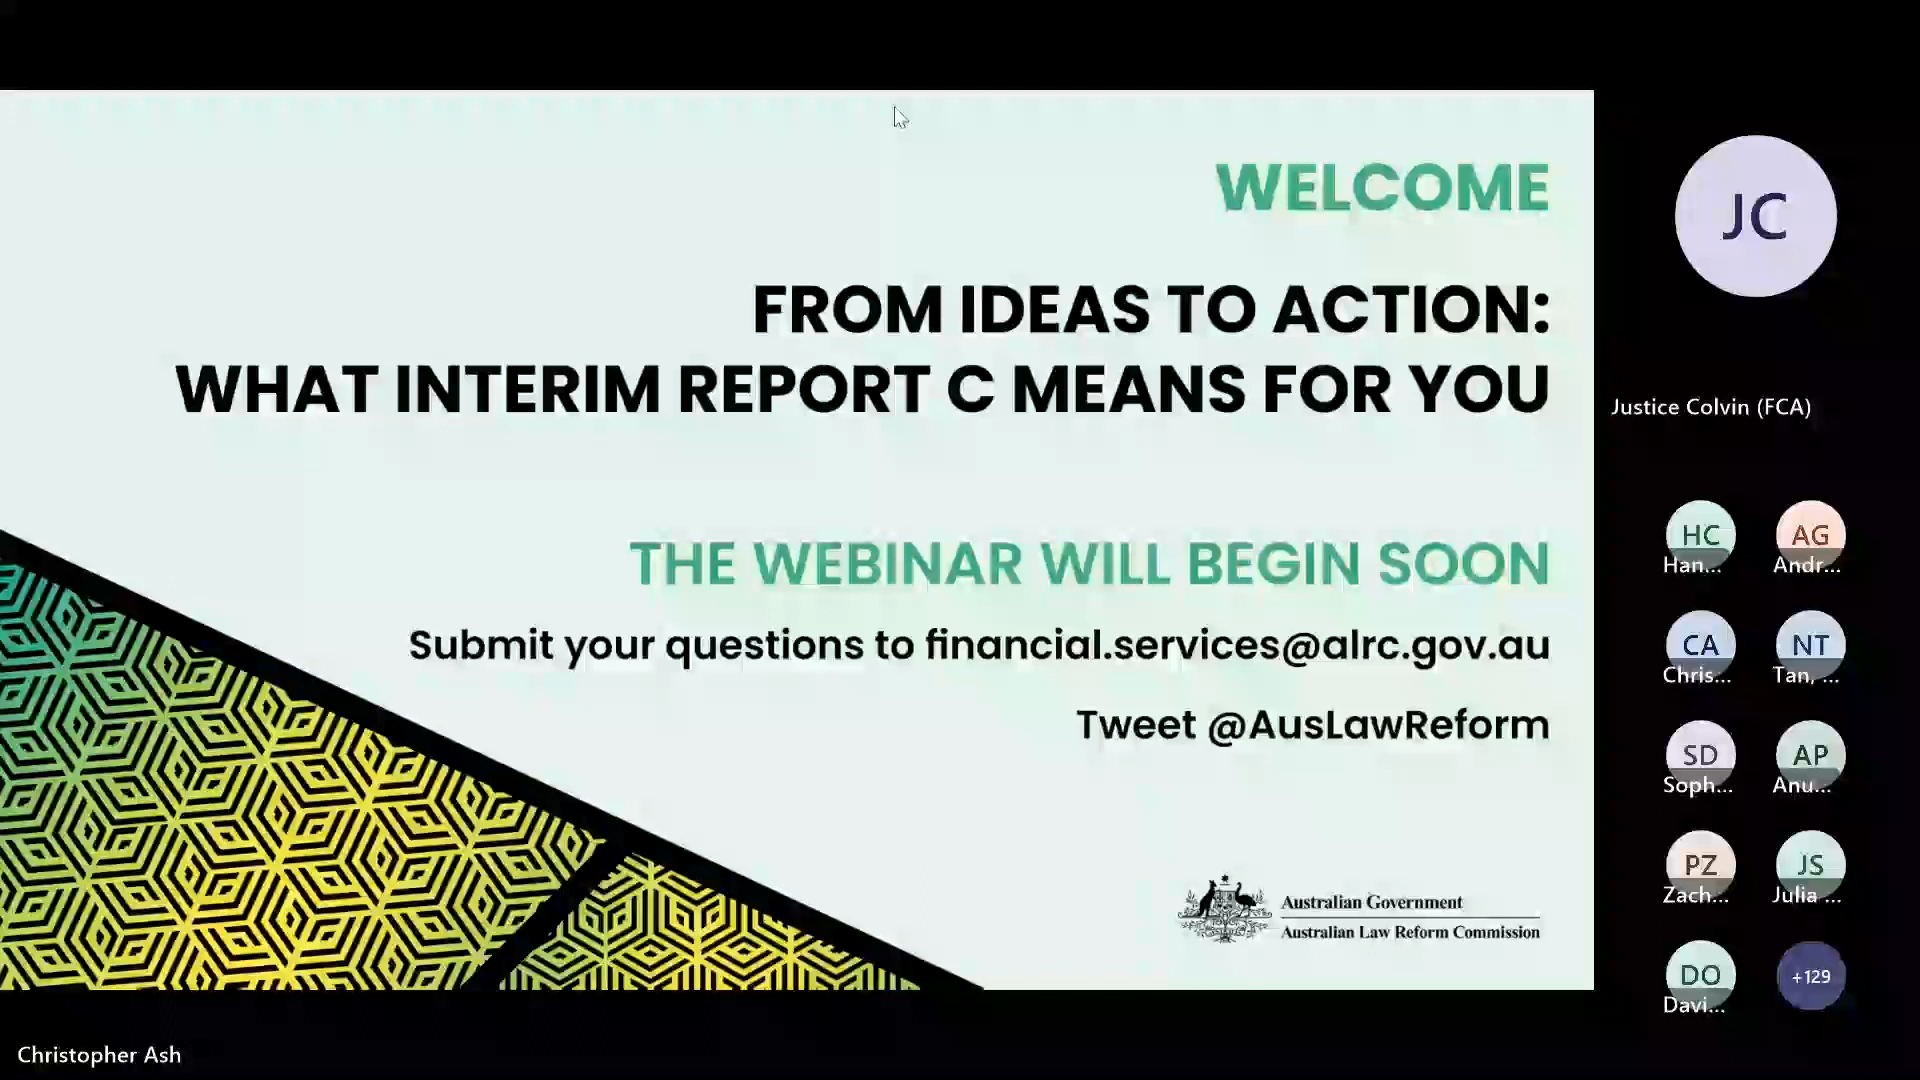 WELCOME
FROM IDEAS TO ACTION:
WHAT INTERIM REPORT C MEANS FOR YOU
THE WEBINAR WILL BEGIN SOON
Submit your questions to financial.services@alrc.gov.au
Tweet @AusLawReform
Australian Government
Australian Law Reform Commission
Christopher Ash
JC
Justice Colvin (FCA)
HC
AG
Han...
Andr...
CA
NT
Chris...
Tan, ...
SD
AP
Soph...
Anu...
PZ
JS
Zach...
Julia ...
DO
+129
Davi...